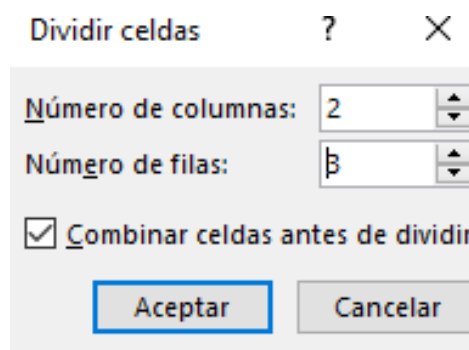 Dividir celdas ?
Número de columnas: 2
Número de filas: 3
Combinar celdas antes de dividir
Aceptar Cancelar